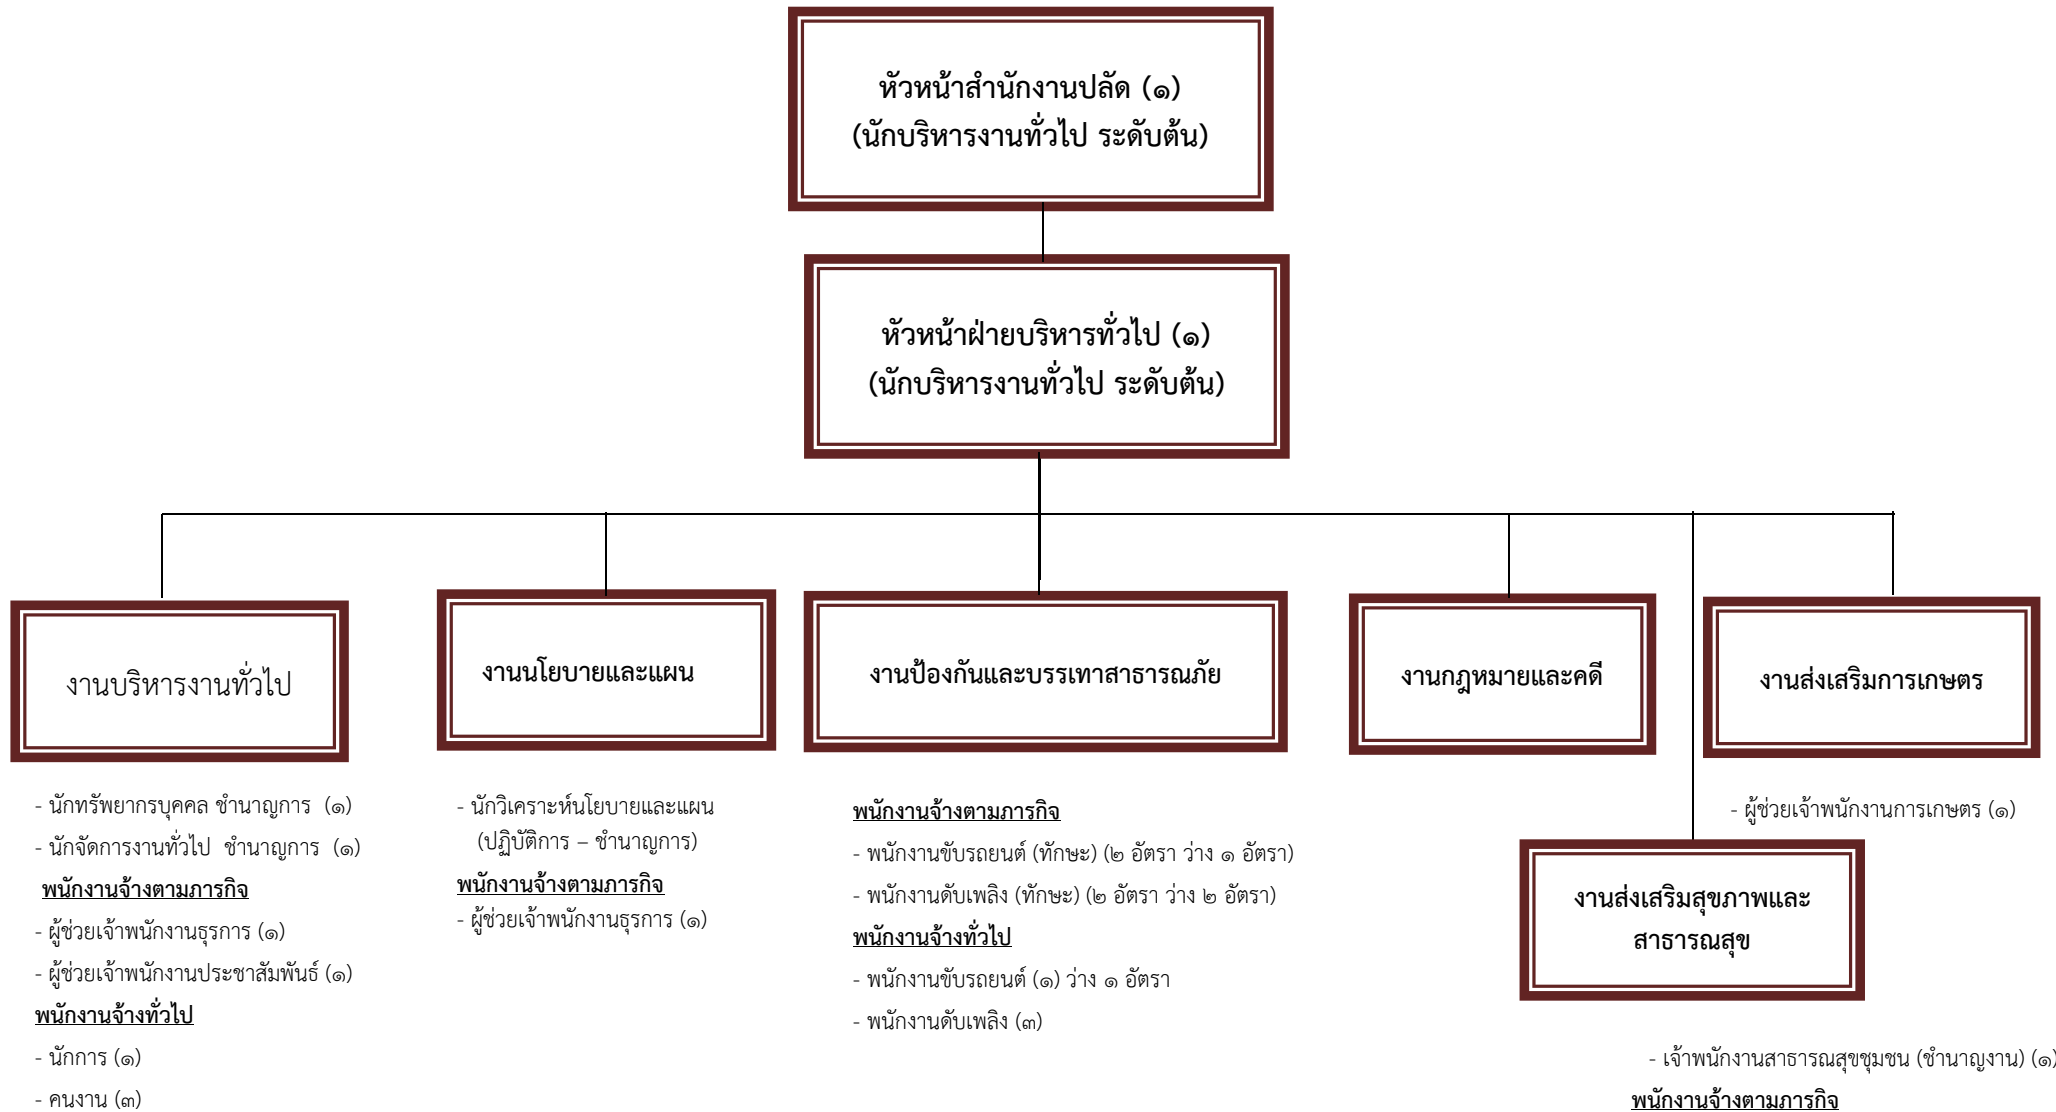 หัวหน้าสำนักงานปลัด (๑)
(นักบริหารงานทั่วไป ระดับต้น)
หัวหน้าฝ่ายบริหารทั่วไป (๑)
(นักบริหารงานทั่วไป ระดับต้น)
งานบริหารงานทั่วไป
- นักทรัพยากรบุคคล ชำนาญการ (๑)
- นักจัดการงานทั่วไป ชำนาญการ (๑)
พนักงานจ้างตามภารกิจ
- ผู้ช่วยเจ้าพนักงานธุรการ (๑)
- ผู้ช่วยเจ้าพนักงานประชาสัมพันธ์ (๑)
พนักงานจ้างทั่วไป
- นักการ (๑)
- คนงาน (๓)
งานนโยบายและแผน
- นักวิเคราะห์นโยบายและแผน
(ปฏิบัติการ – ชำนาญการ)
พนักงานจ้างตามภารกิจ
- ผู้ช่วยเจ้าพนักงานธุรการ (๑)
งานป้องกันและบรรเทาสาธารณภัย
พนักงานจ้างตามภารกิจ
- พนักงานขับรถยนต์ (ทักษะ) (๒ อัตรา ว่าง ๑ อัตรา)
- พนักงานดับเพลิง (ทักษะ) (๒ อัตรา ว่าง ๒ อัตรา)
พนักงานจ้างทั่วไป
- พนักงานขับรถยนต์ (๑) ว่าง ๑ อัตรา
- พนักงานดับเพลิง (๓)
งานกฎหมายและคดี
งานส่งเสริมการเกษตร
- ผู้ช่วยเจ้าพนักงานการเกษตร (๑)
งานส่งเสริมสุขภาพและ
สาธารณสุข
- เจ้าพนักงานสาธารณสุขชุมชน (ชำนาญงาน) (๑)
พนักงานจ้างตามภารกิจ